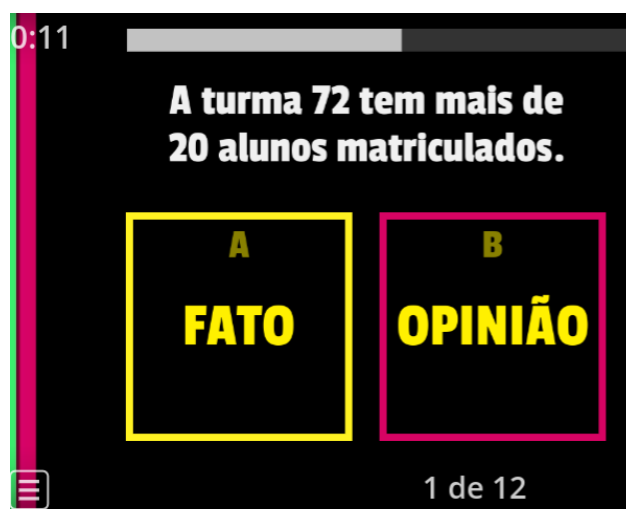 0:11
A turma 72 tem mais de
20 alunos matriculados.
A
FATO
B
OPINIÃO
1 de 12